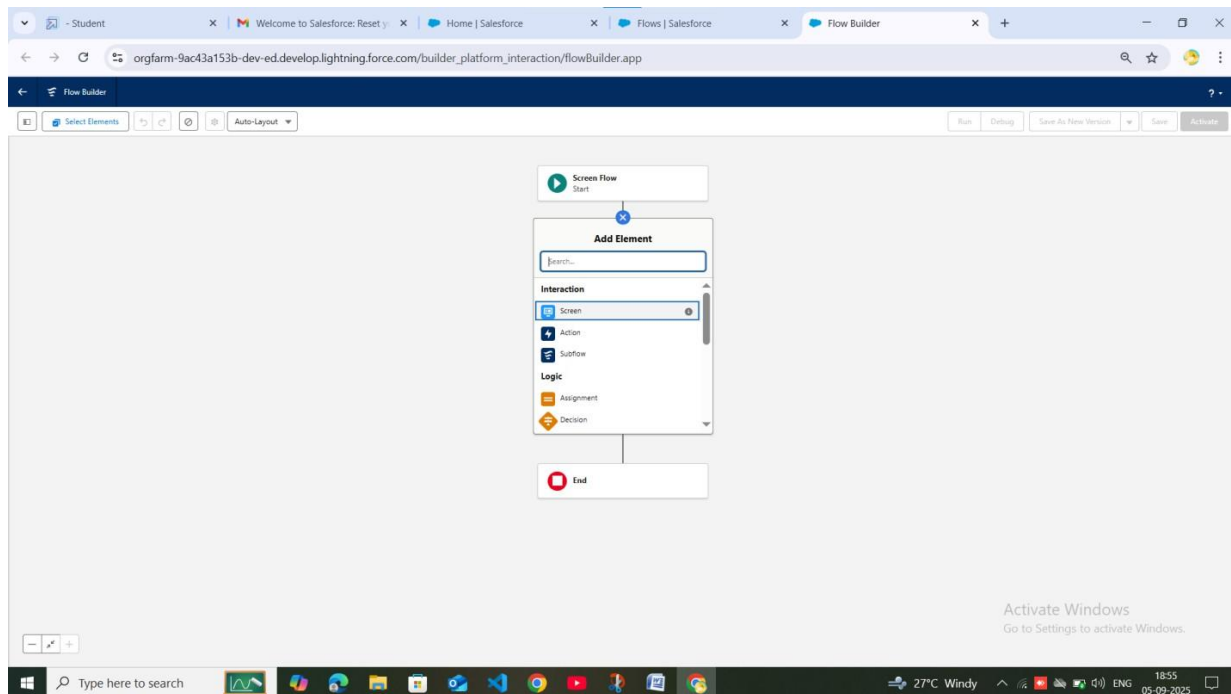 - Student
Welcome to Salesforce: Reset y
Home | Salesforce
Flows | Salesforce
Flow Builder
orgfarm-9ac43a153b-dev-ed.develop.lightning.force.com/builder_platform_interaction/flowBuilder.app
Flow Builder
?
Select Elements
Auto-Layout
Run
Debug
Save As New Version
Save
Activate
Screen Flow
Start
Add Element
Search...
Interaction
Screen
Action
Subflow
Logic
Assignment
Decision
End
Activate Windows
Go to Settings to activate Windows.
Type here to search
27°C Windy
ENG
18:55
05-09-2025